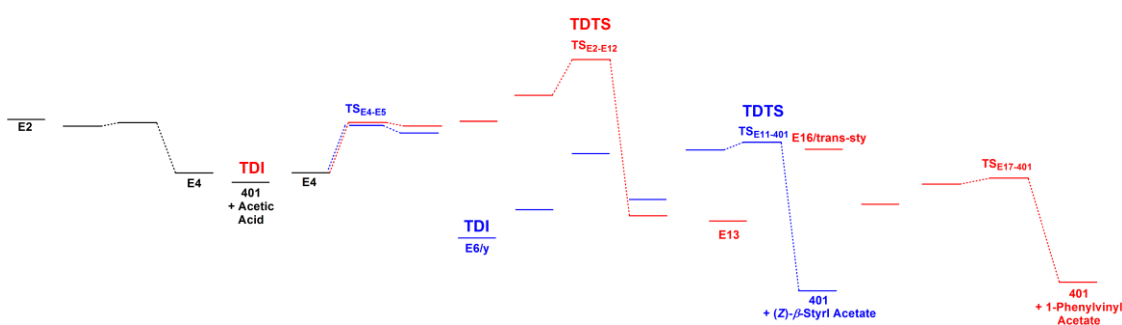 TDTS
TS_E2-E12
E2
TS_E4-E5
TDTS
TS_E11-401
E16/trans-sty
TDI
E4
401
+ Acetic
Acid
E4
TS_E17-401
TDI
E6/y
E13
401
+ (Z)-β-Styrl Acetate
401
+ 1-Phenylvinyl
Acetate